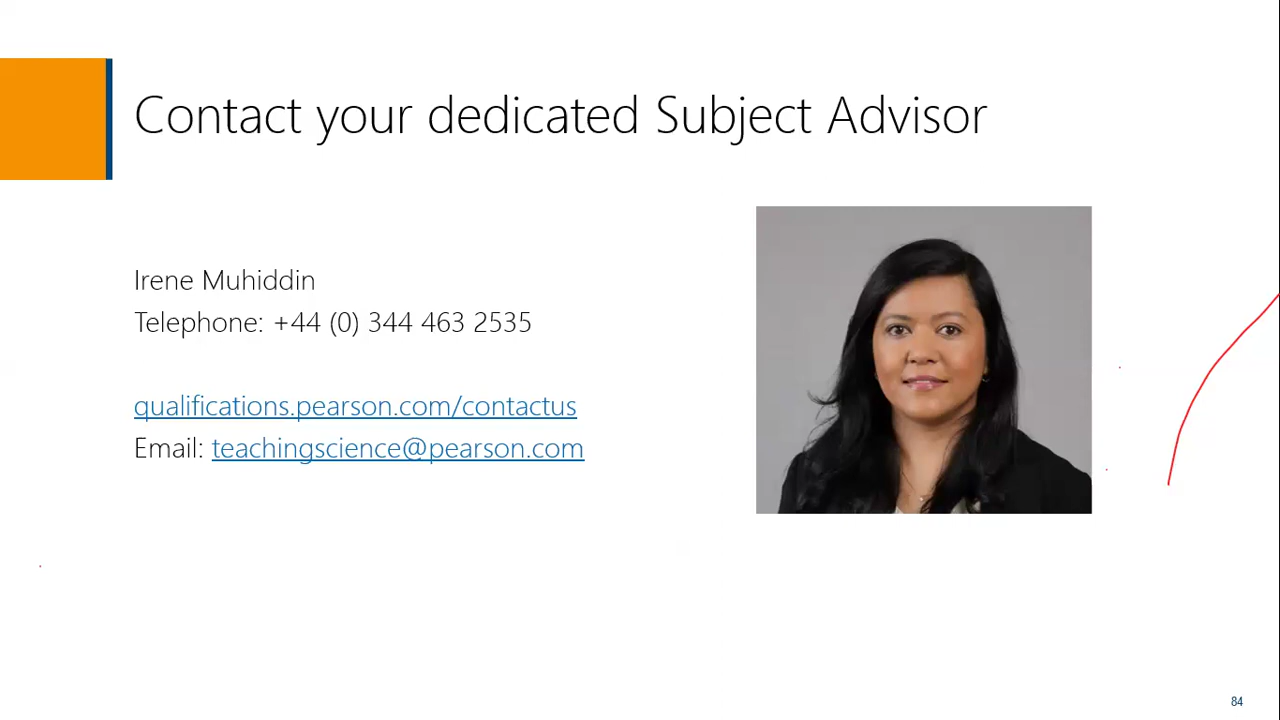 Contact your dedicated Subject Advisor
Irene Muhiddin
Telephone: +44 (0) 344 463 2535
qualifications.pearson.com/contactus
Email: teachingscience@pearson.com
84